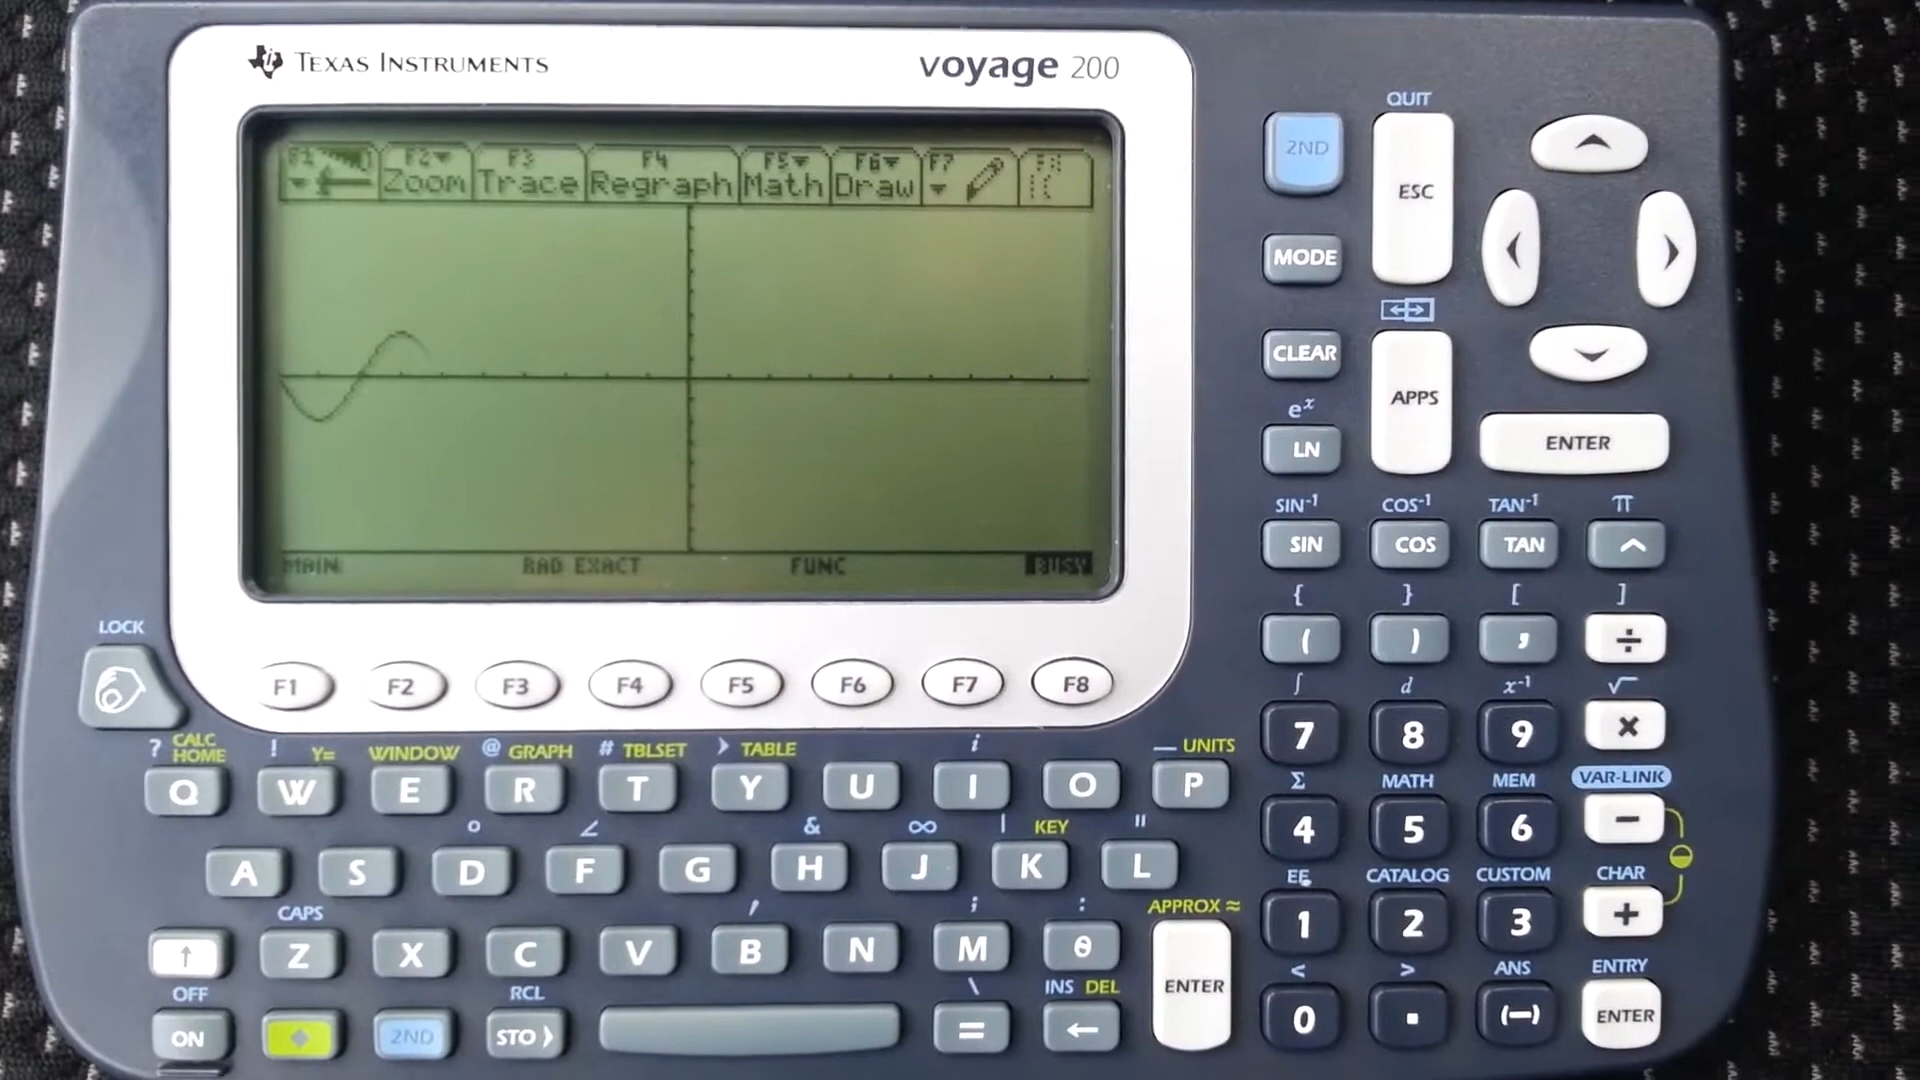 TEXAS INSTRUMENTS voyage 200
F1 F2 F3 F4 F5 F6 F7
Zoom Trace Regraph Math Draw
MAIN RAD EXACT FUNC BUSY
QUIT
2ND ESC
MODE
CLEAR APPS
eˣ
LN ENTER
SIN⁻¹ COS⁻¹ TAN⁻¹ π
SIN COS TAN ^
{ } [ ]
( ) , ÷
LOCK
F1 F2 F3 F4 F5 F6 F7 F8
∫ d x⁻¹ √
7 8 9 ×
? CALC HOME ! Y= WINDOW @ GRAPH # TBLSET > TABLE i — UNITS
Q W E R T Y U I O P
Σ MATH MEM VAR-LINK
4 5 6 −
° ∠ & ∞ | KEY "
A S D F G H J K L
EE CATALOG CUSTOM CHAR
1 2 3 +
CAPS ' ; : APPROX ≈
↑ Z X C V B N M θ ENTER
< > ANS ENTRY
0 . (−) ENTER
OFF RCL \ INS DEL
ON ◆ 2ND STO ⟩ = ←